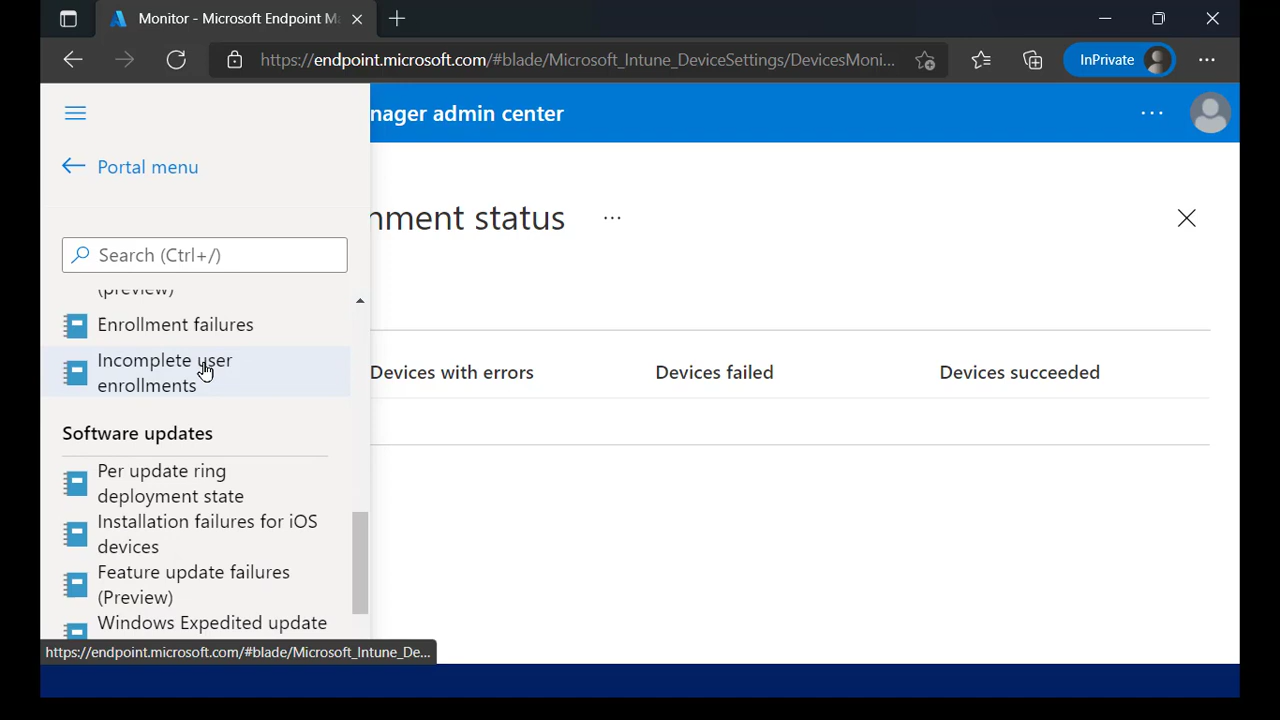 Monitor - Microsoft Endpoint Ma
https://endpoint.microsoft.com/#blade/Microsoft_Intune_DeviceSettings/DevicesMoni...
InPrivate
nager admin center
...
Portal menu
nment status
...
Search (Ctrl+/)
(preview)
Enrollment failures
Incomplete user
enrollments
Devices with errors
Devices failed
Devices succeeded
Software updates
Per update ring
deployment state
Installation failures for iOS
devices
Feature update failures
(Preview)
Windows Expedited update
https://endpoint.microsoft.com/#blade/Microsoft_Intune_De...